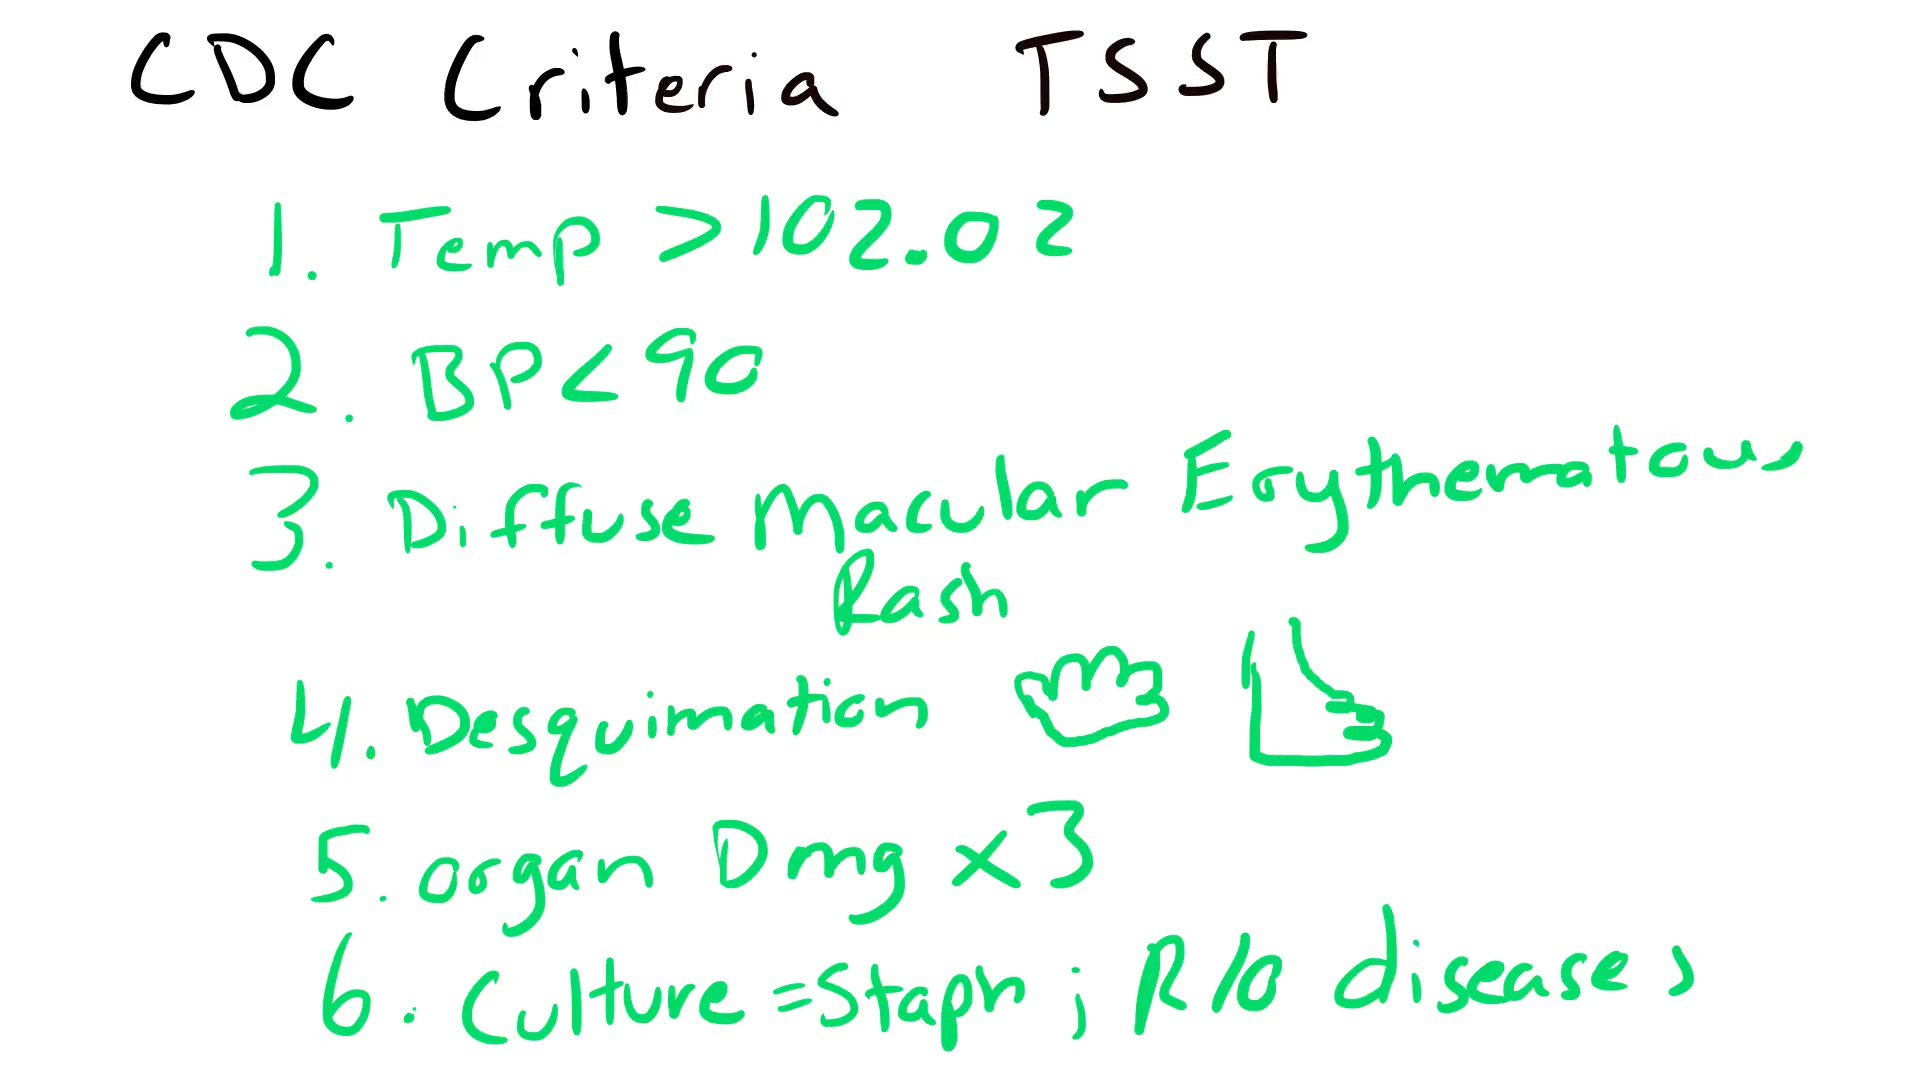 CDC Criteria TSST
1. Temp >102.02
2. BP<90
3. Diffuse Macular Erythematous
Rash
4. Desquimation
5. organ Dmg x3
6. Culture =Staph ; R/o diseases